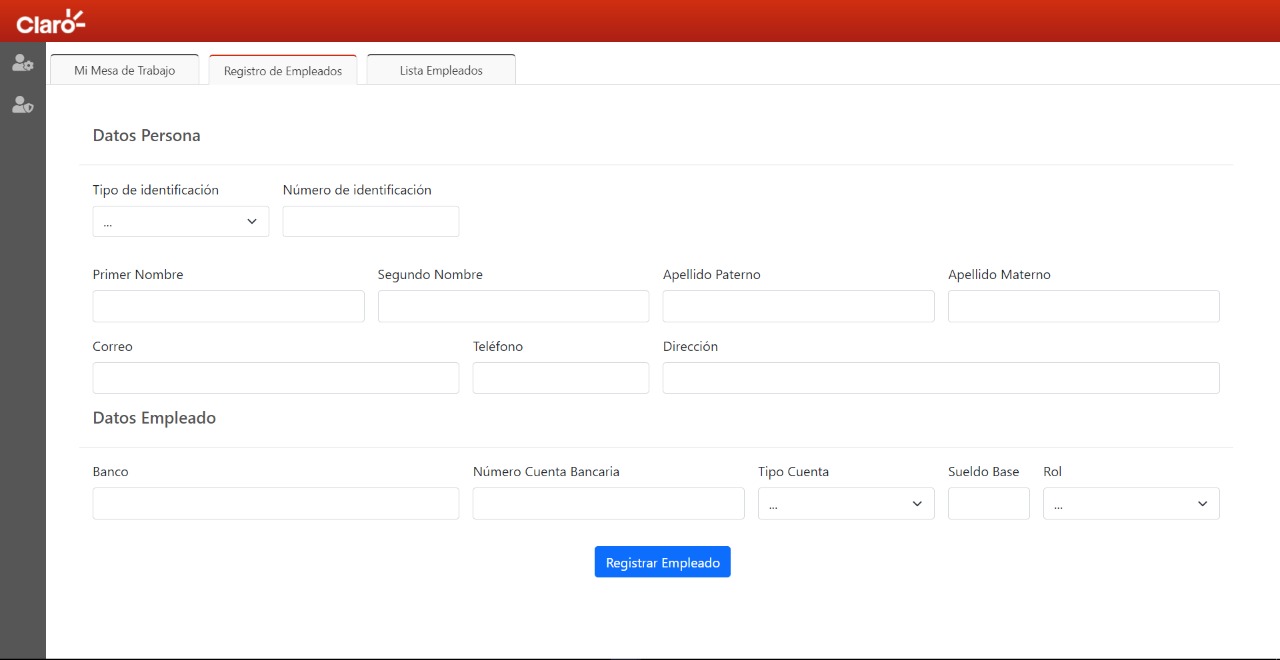 Claro
Mi Mesa de Trabajo Registro de Empleados Lista Empleados
Datos Persona
Tipo de identificación Número de identificación
...
Primer Nombre Segundo Nombre Apellido Paterno Apellido Materno
Correo Teléfono Dirección
Datos Empleado
Banco Número Cuenta Bancaria Tipo Cuenta Sueldo Base Rol
... ...
Registrar Empleado